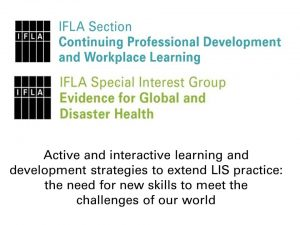 IFLA
IFLA Section
Continuing Professional Development
and Workplace Learning
IFLA
IFLA Special Interest Group
Evidence for Global and
Disaster Health
Active and interactive learning and
development strategies to extend LIS practice:
the need for new skills to meet the
challenges of our world